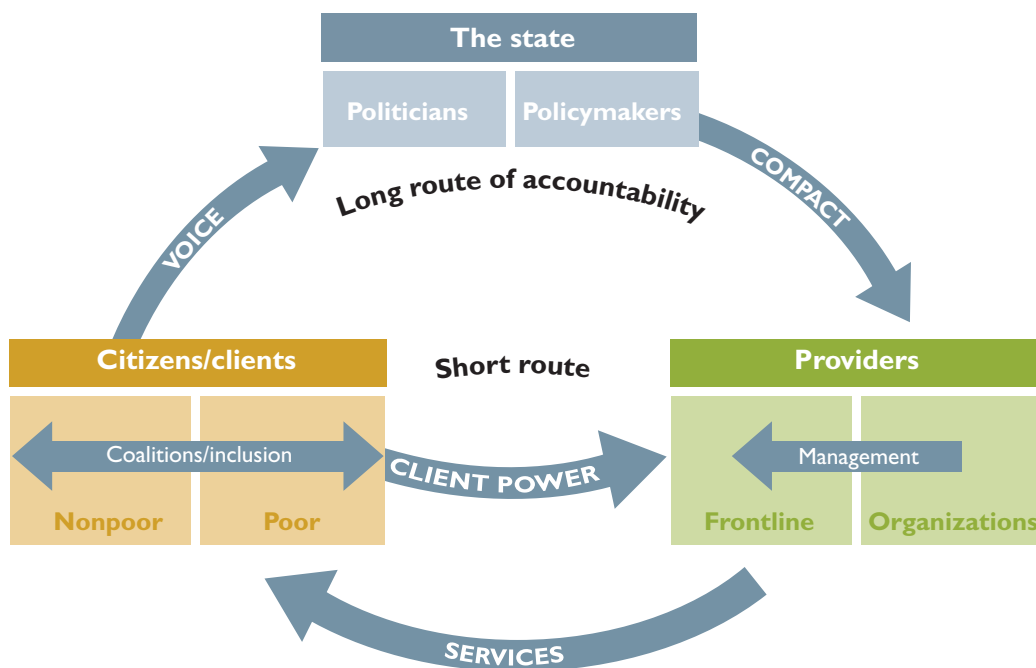 The state
Politicians
Policymakers
Long route of accountability
VOICE
COMPACT
Citizens/clients
Short route
Providers
Coalitions/inclusion
CLIENT POWER
Management
Nonpoor
Poor
Frontline
Organizations
SERVICES